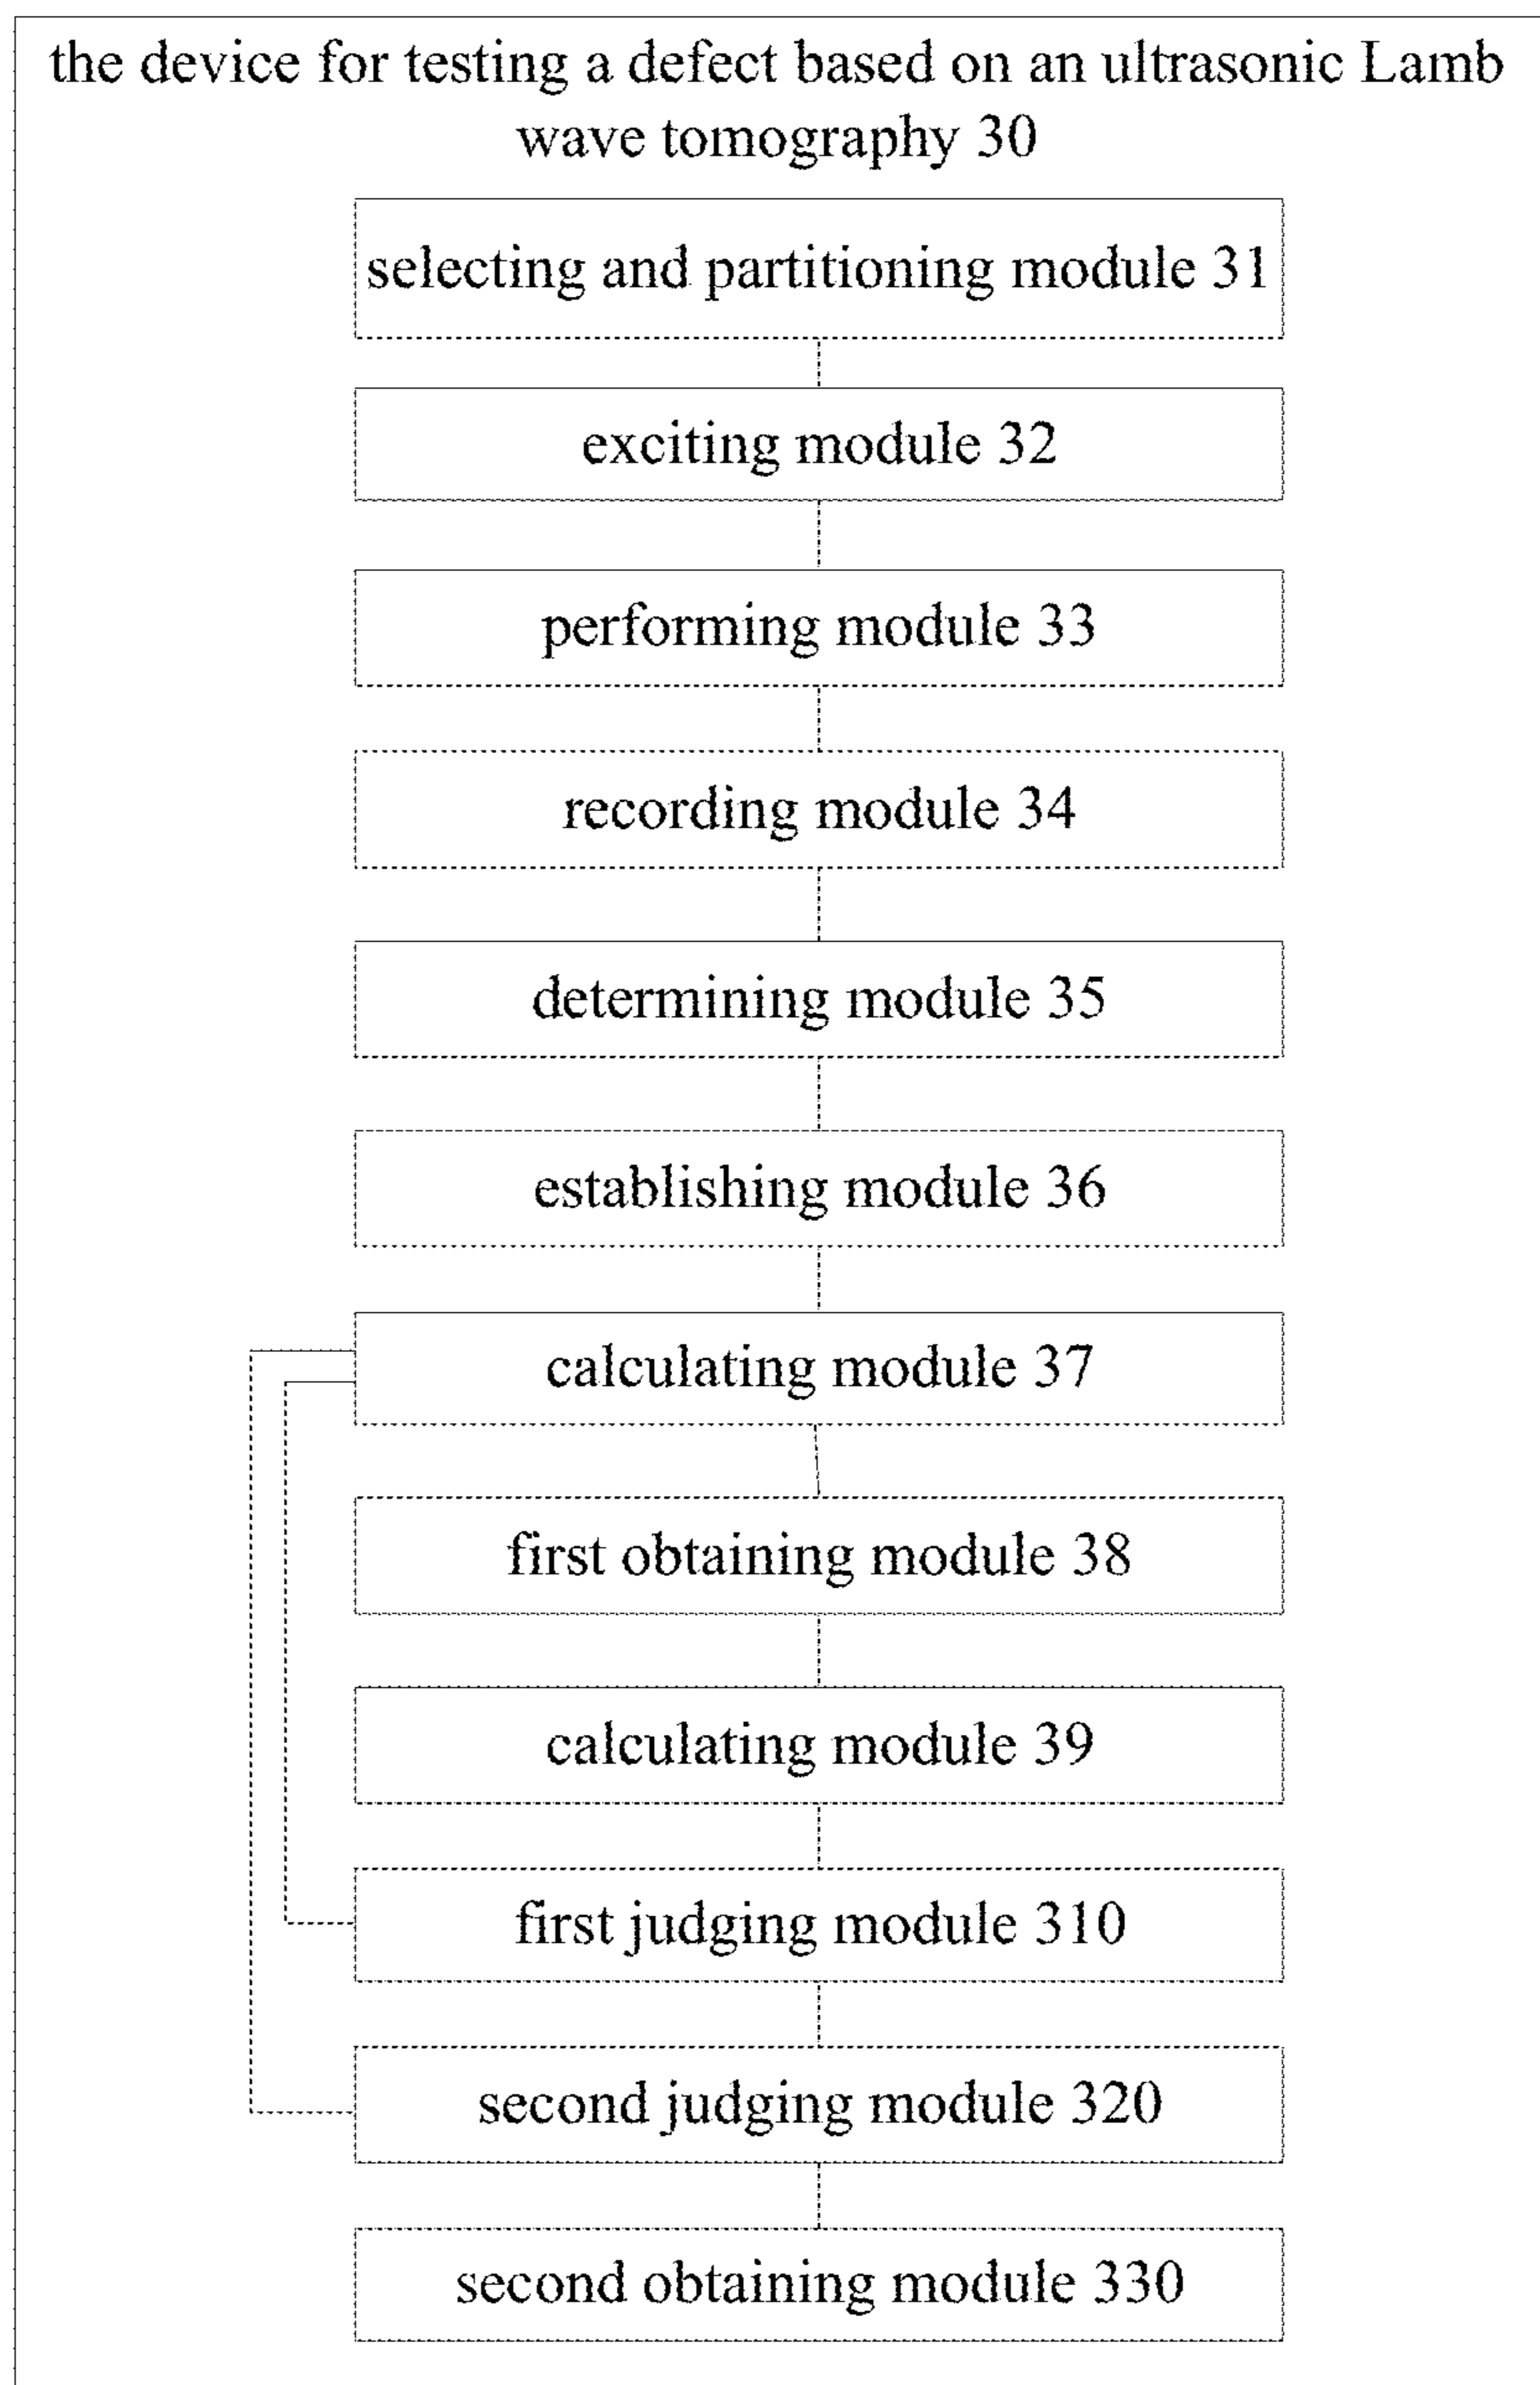 the device for testing a defect based on an ultrasonic Lamb
wave tomography 30
selecting and partitioning module 31
exciting module 32
performing module 33
recording module 34
determining module 35
establishing module 36
calculating module 37
first obtaining module 38
calculating module 39
first judging module 310
second judging module 320
second obtaining module 330